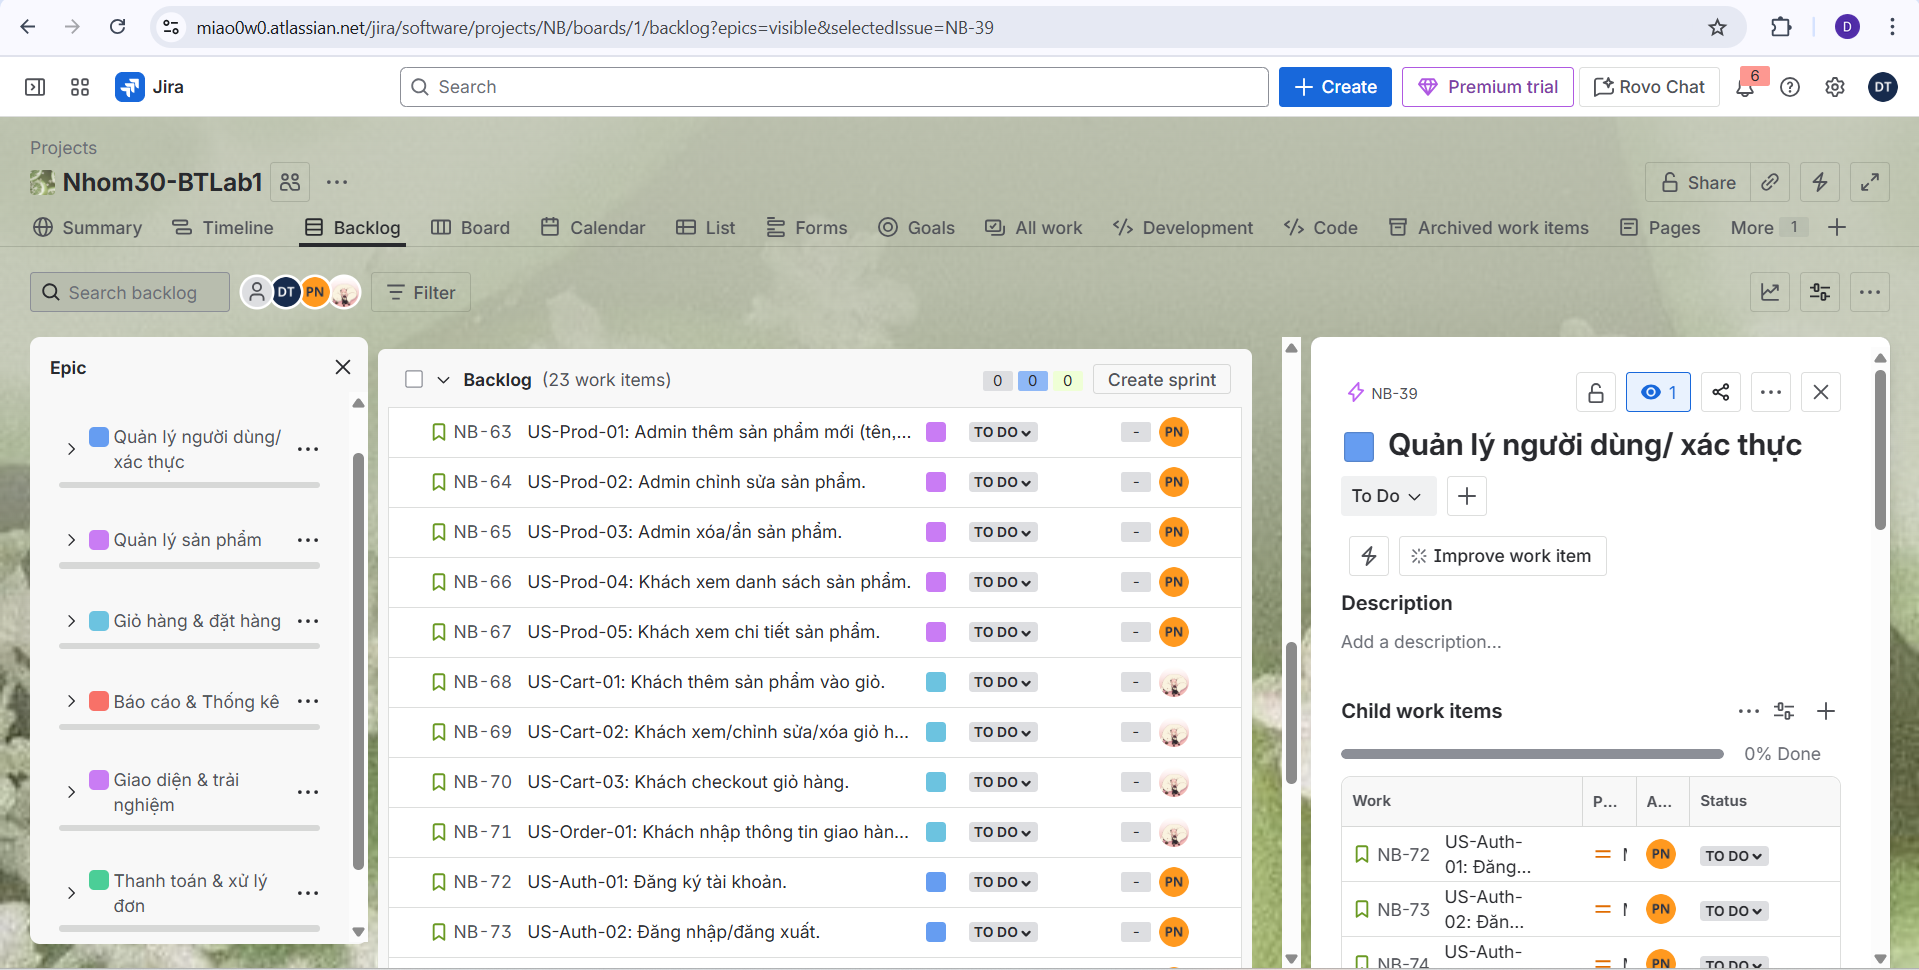 miao0w0.atlassian.net/jira/software/projects/NB/boards/1/backlog?epics=visible&selectedIssue=NB-39
D
Jira
Search
Create
Premium trial
Rovo Chat
6
DT
Projects
Nhom30-BTLab1
Share
Summary
Timeline
Backlog
Board
Calendar
List
Forms
Goals
All work
Development
Code
Archived work items
Pages
More 1
Search backlog
DT
PN
Filter
Epic
Quản lý người dùng/
xác thực
Quản lý sản phẩm
Giỏ hàng & đặt hàng
Báo cáo & Thống kê
Giao diện & trải
nghiệm
Thanh toán & xử lý
đơn
Backlog (23 work items)
0 0 0
Create sprint
NB-63 US-Prod-01: Admin thêm sản phẩm mới (tên,... TO DO - PN
NB-64 US-Prod-02: Admin chỉnh sửa sản phẩm. TO DO - PN
NB-65 US-Prod-03: Admin xóa/ẩn sản phẩm. TO DO - PN
NB-66 US-Prod-04: Khách xem danh sách sản phẩm. TO DO - PN
NB-67 US-Prod-05: Khách xem chi tiết sản phẩm. TO DO - PN
NB-68 US-Cart-01: Khách thêm sản phẩm vào giỏ. TO DO -
NB-69 US-Cart-02: Khách xem/chỉnh sửa/xóa giỏ h... TO DO -
NB-70 US-Cart-03: Khách checkout giỏ hàng. TO DO -
NB-71 US-Order-01: Khách nhập thông tin giao hàn... TO DO -
NB-72 US-Auth-01: Đăng ký tài khoản. TO DO - PN
NB-73 US-Auth-02: Đăng nhập/đăng xuất. TO DO - PN
NB-39
1
Quản lý người dùng/ xác thực
To Do
Improve work item
Description
Add a description...
Child work items
0% Done
Work P... A... Status
NB-72 US-Auth-
01: Đăng... PN TO DO
NB-73 US-Auth-
02: Đăn... PN TO DO
NB-74 US-Auth- PN TO DO